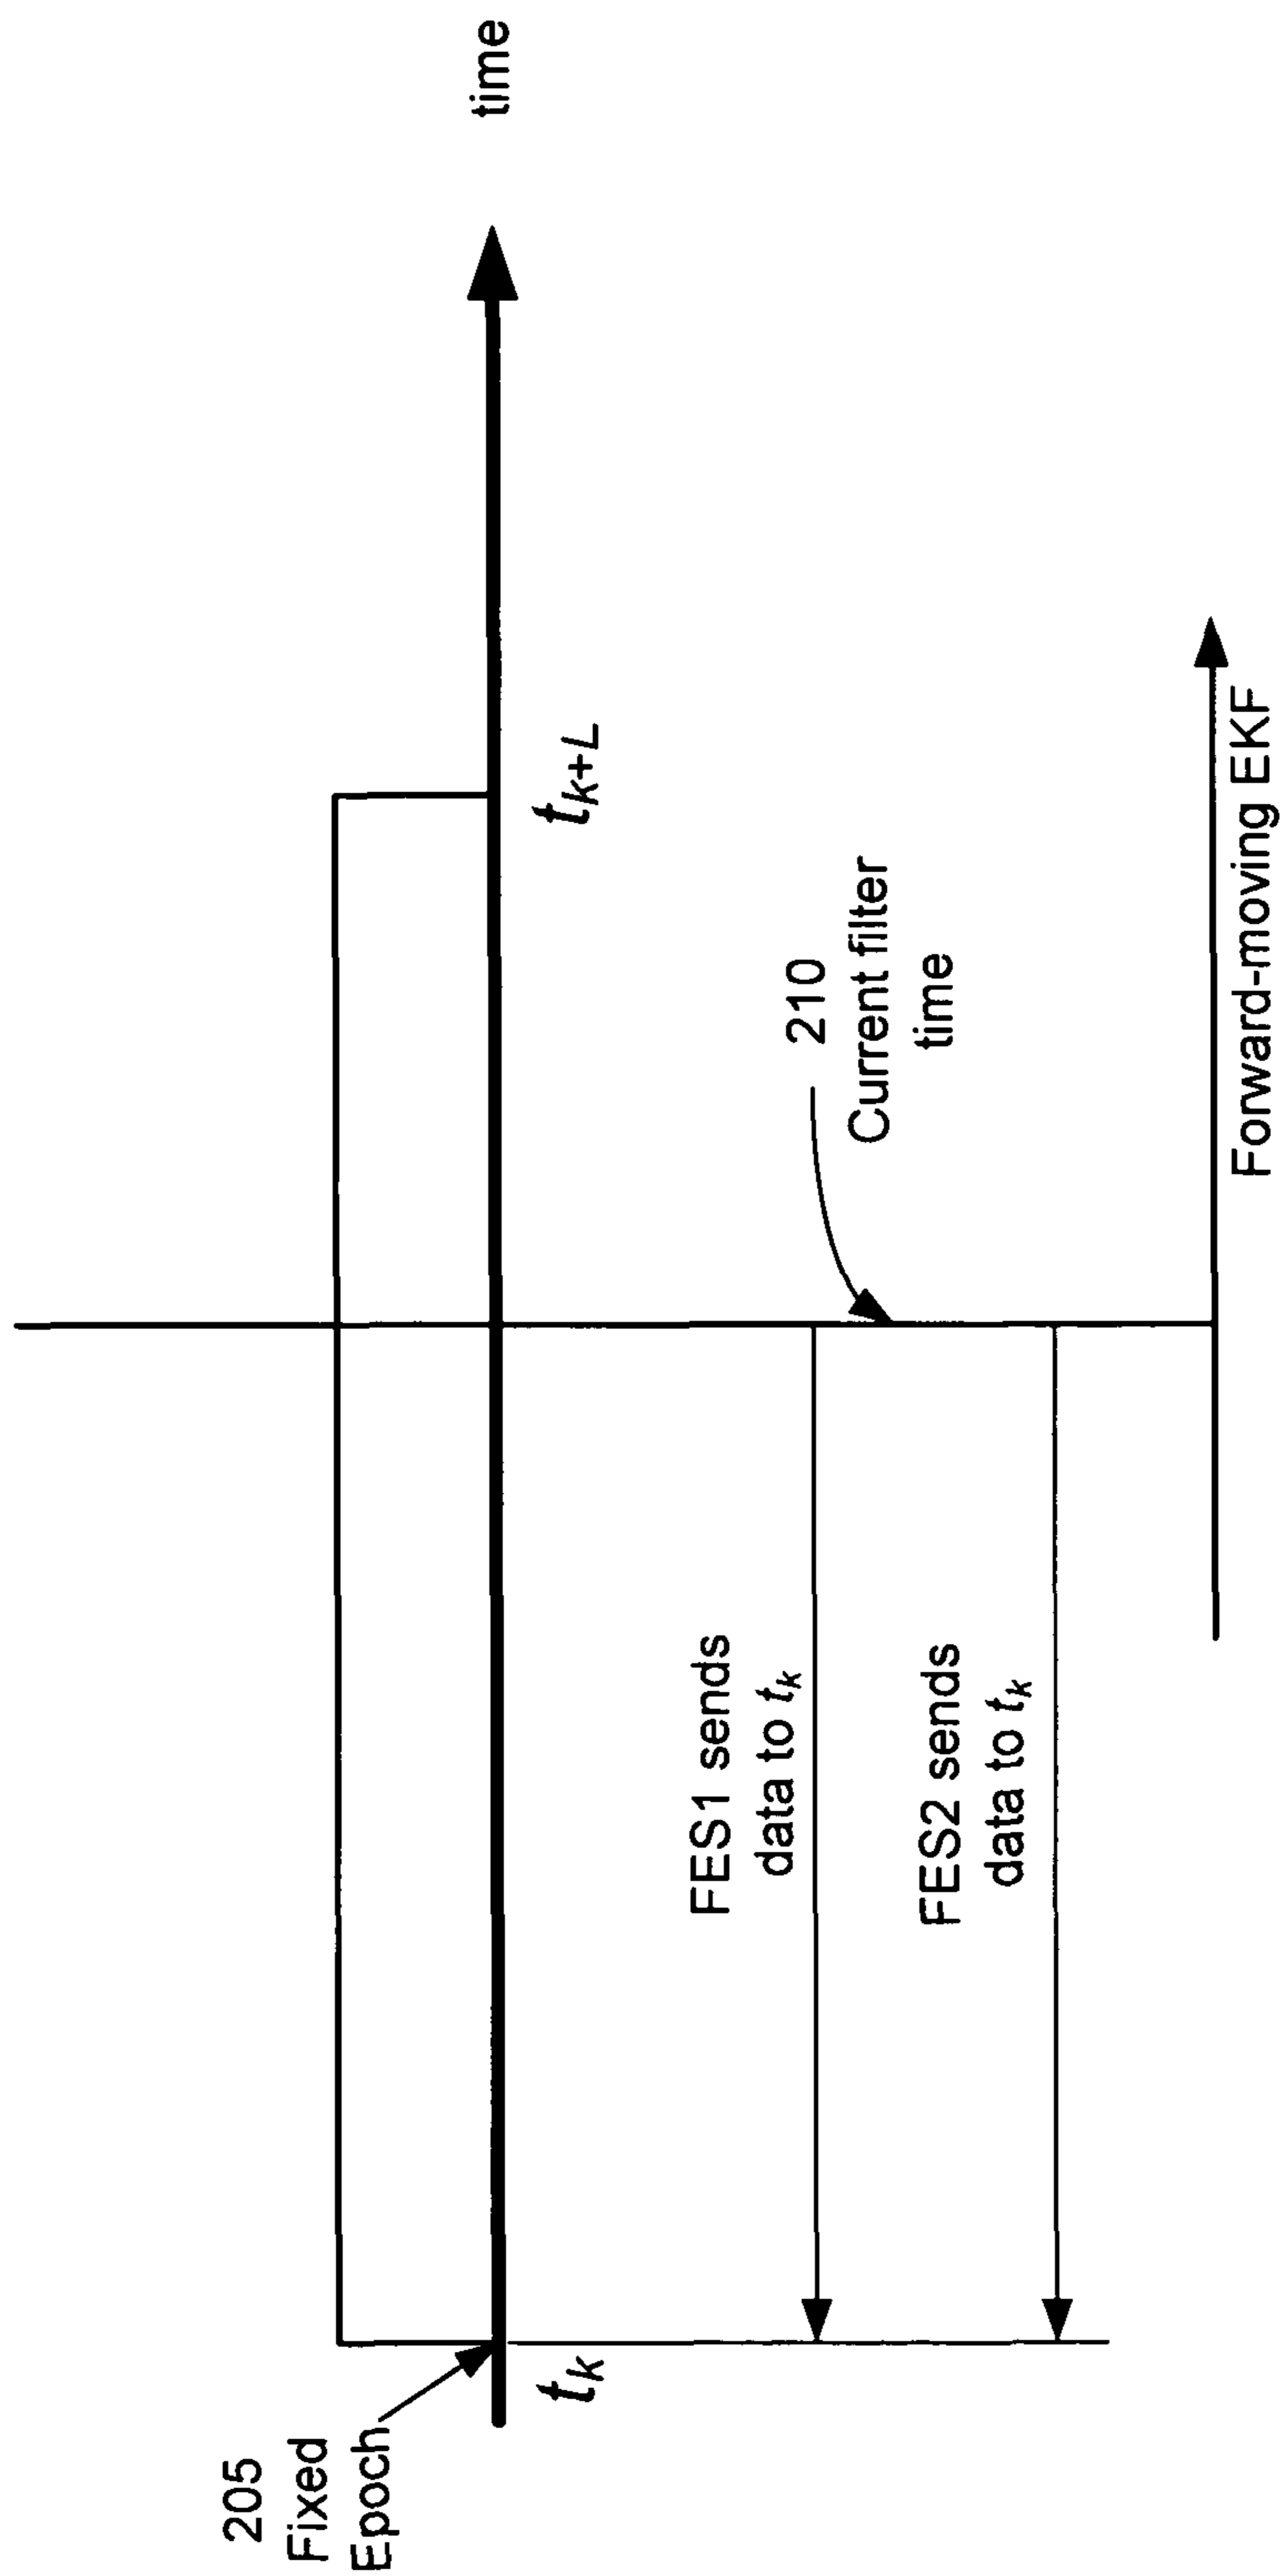 205
Fixed
Epoch
time
t_k
t_{k+L}
FES1 sends
data to t_k
210
Current filter
time
FES2 sends
data to t_k
Forward-moving EKF